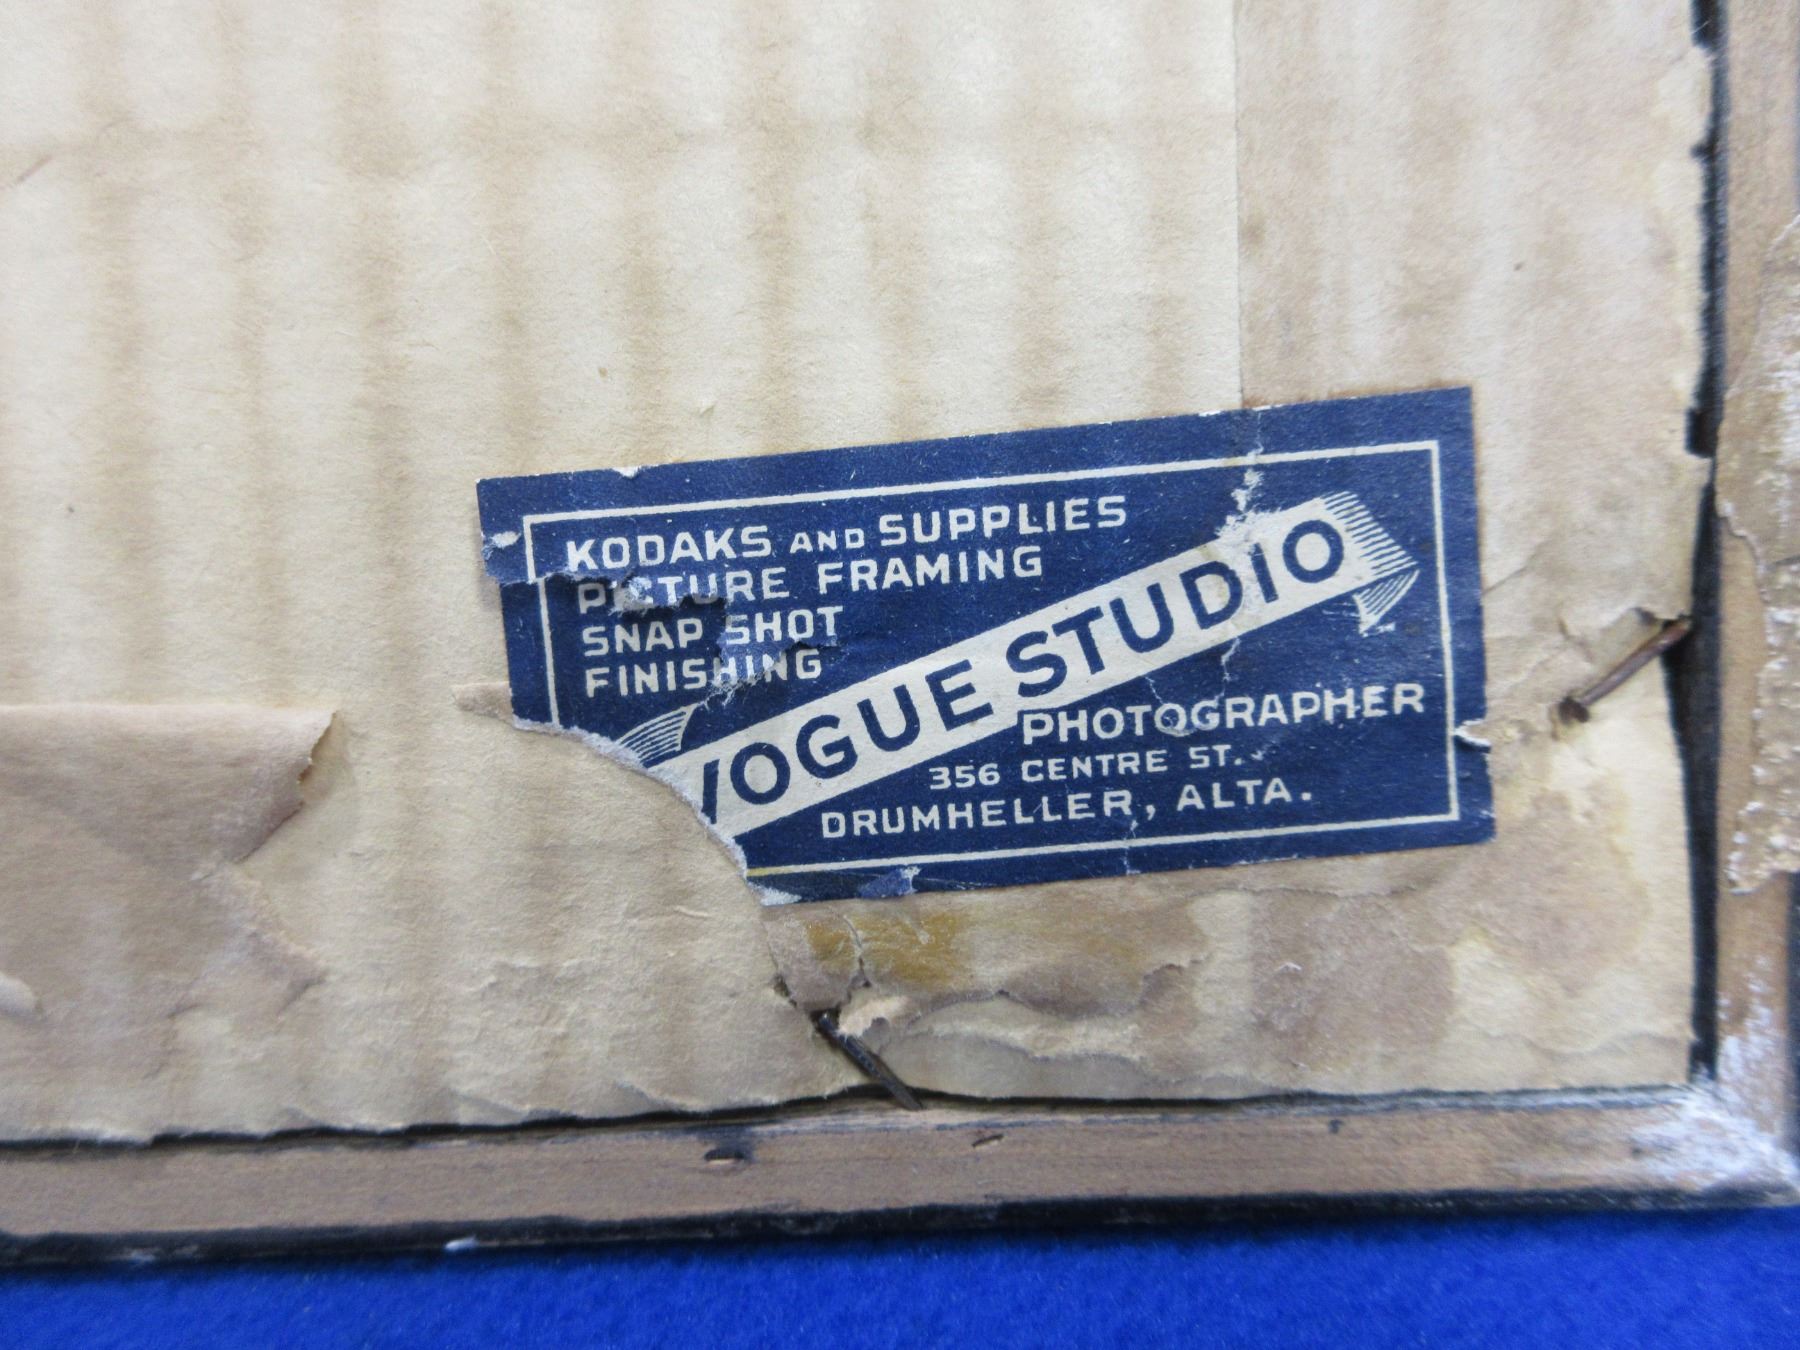 KODAKS AND SUPPLIES
PICTURE FRAMING
SNAP SHOT
FINISHING
VOGUE STUDIO
PHOTOGRAPHER
356 CENTRE ST.
DRUMHELLER, ALTA.